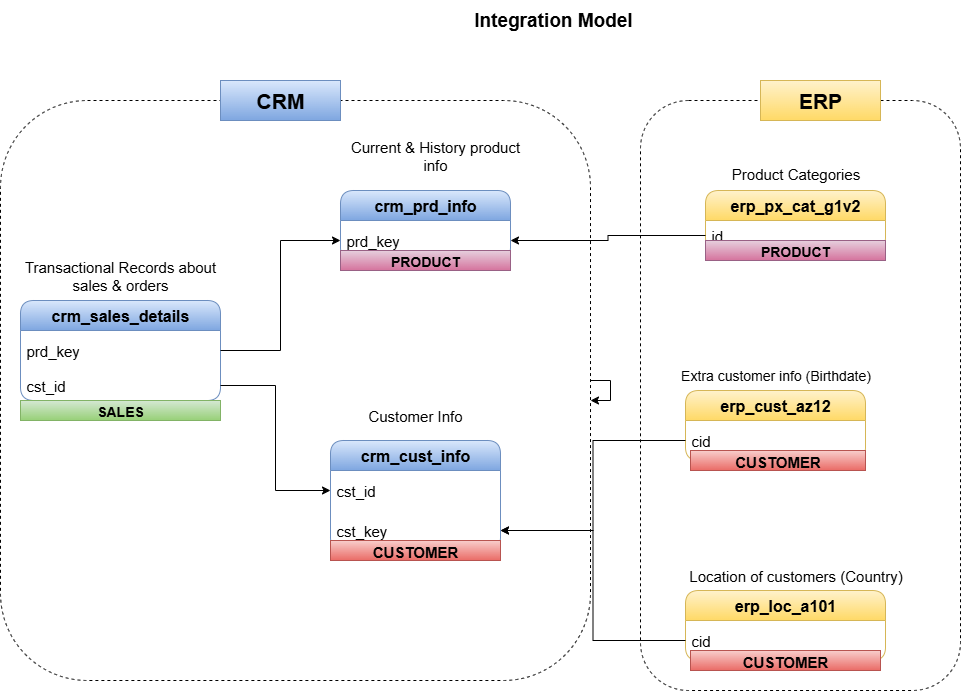 Integration Model
CRM
ERP
Current & History product
info
crm_prd_info
prd_key
PRODUCT
Product Categories
erp_px_cat_g1v2
id
PRODUCT
Transactional Records about
sales & orders
crm_sales_details
prd_key
cst_id
SALES
Extra customer info (Birthdate)
erp_cust_az12
cid
CUSTOMER
Customer Info
crm_cust_info
cst_id
cst_key
CUSTOMER
Location of customers (Country)
erp_loc_a101
cid
CUSTOMER